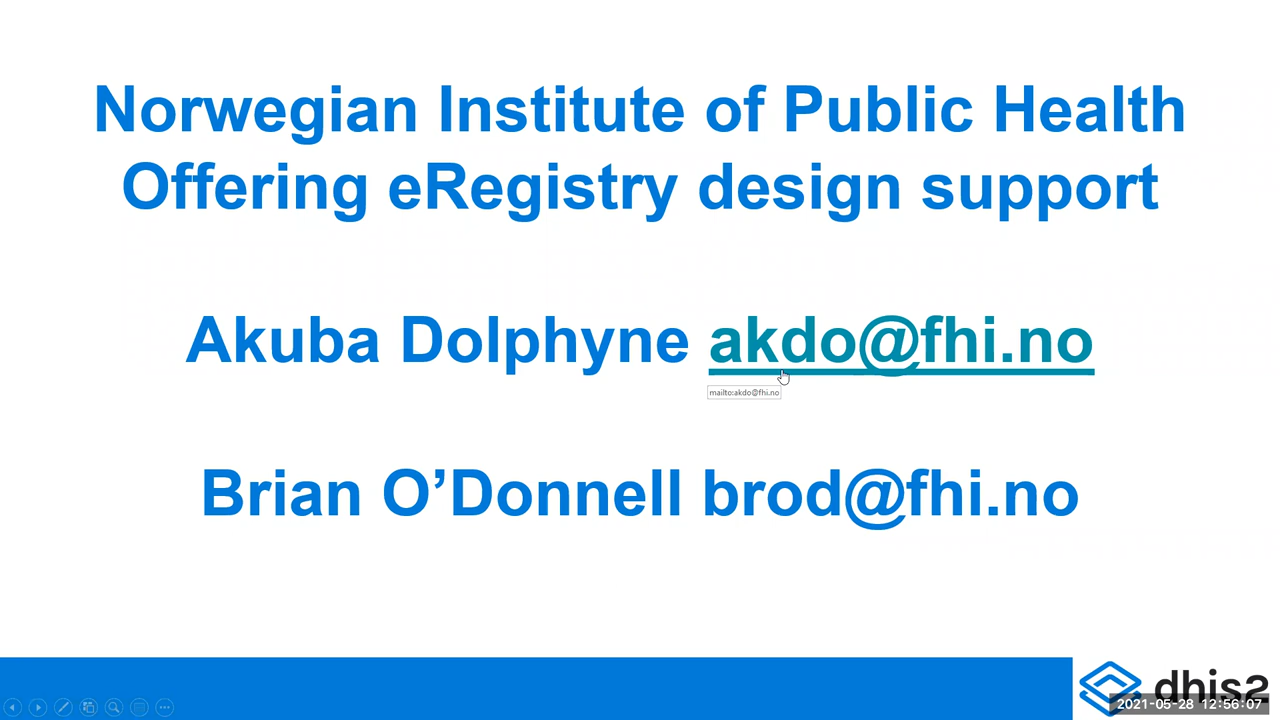 Norwegian Institute of Public Health
Offering eRegistry design support
Akuba Dolphyne akdo@fhi.no
mailto:akdo@fhi.no
Brian O’Donnell brod@fhi.no
dhis2
2021-05-28 12:56:07